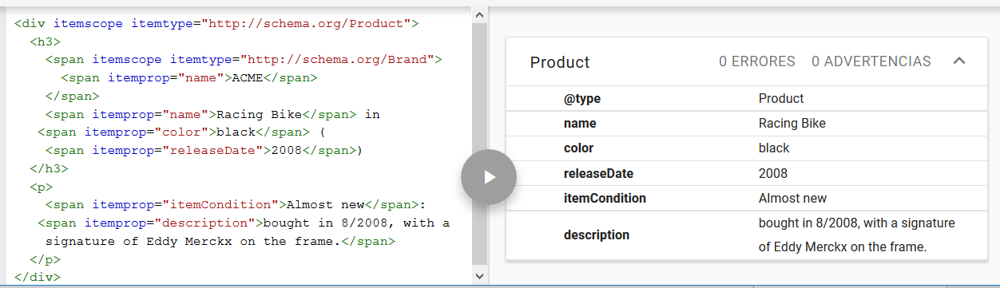 <div itemscope itemtype="http://schema.org/Product">
<h3>
<span itemscope itemtype="http://schema.org/Brand">
<span itemprop="name">ACME</span>
</span>
<span itemprop="name">Racing Bike</span> in
<span itemprop="color">black</span> (
<span itemprop="releaseDate">2008</span>)
</h3>
<p>
<span itemprop="itemCondition">Almost new</span>:
<span itemprop="description">bought in 8/2008, with a
signature of Eddy Merckx on the frame.</span>
</p>
</div>
Product 0 ERRORES 0 ADVERTENCIAS
@type Product
name Racing Bike
color black
releaseDate 2008
itemCondition Almost new
description bought in 8/2008, with a signature
of Eddy Merckx on the frame.